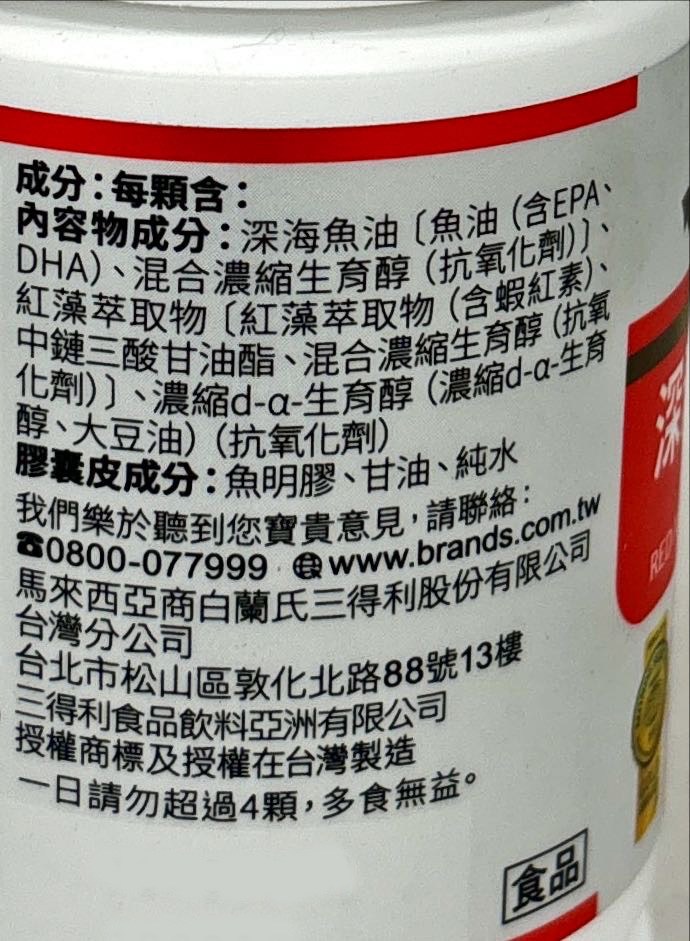 成分：每顆含：
內容物成分：深海魚油〔魚油（含EPA、
DHA）、混合濃縮生育醇（抗氧化劑）〕、
紅藻萃取物〔紅藻萃取物（含蝦紅素）、
中鏈三酸甘油酯、混合濃縮生育醇（抗氧
化劑）〕、濃縮d-α-生育醇（濃縮d-α-生育
醇、大豆油）（抗氧化劑）
膠囊皮成分：魚明膠、甘油、純水
我們樂於聽到您寶貴意見，請聯絡：
☎0800-077999 www.brands.com.tw
馬來西亞商白蘭氏三得利股份有限公司
台灣分公司
台北市松山區敦化北路88號13樓
三得利食品飲料亞洲有限公司
授權商標及授權在台灣製造
一日請勿超過4顆，多食無益。
食品
深
RED